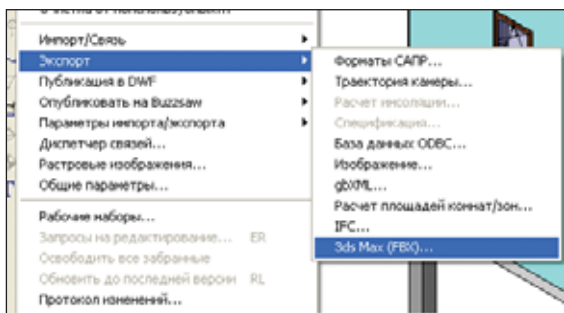 Импорт/Связь
Экспорт
Публикация в DWF
Опубликовать на Buzzsaw
Параметры импорта/экспорта
Диспетчер связей...
Растровые изображения...
Общие параметры...
Рабочие наборы...
Запросы на редактирование... ER
Освободить все забранные
Обновить до последней версии RL
Протокол изменений...
Форматы САПР...
Траектория камеры...
Расчет инсоляции...
Спецификация...
База данных ODBC...
Изображение...
gbXML...
Расчет площадей комнат/зон...
IFC...
3ds Max (FBX)...